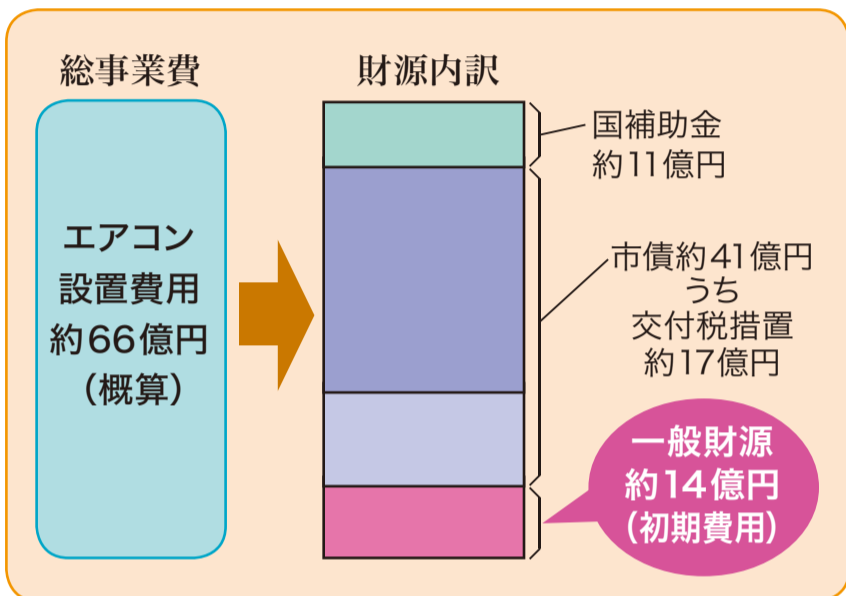 総事業費
エアコン
設置費用
約66億円
（概算）
財源内訳
国補助金
約11億円
市債約41億円
うち
交付税措置
約17億円
一般財源
約14億円
（初期費用）